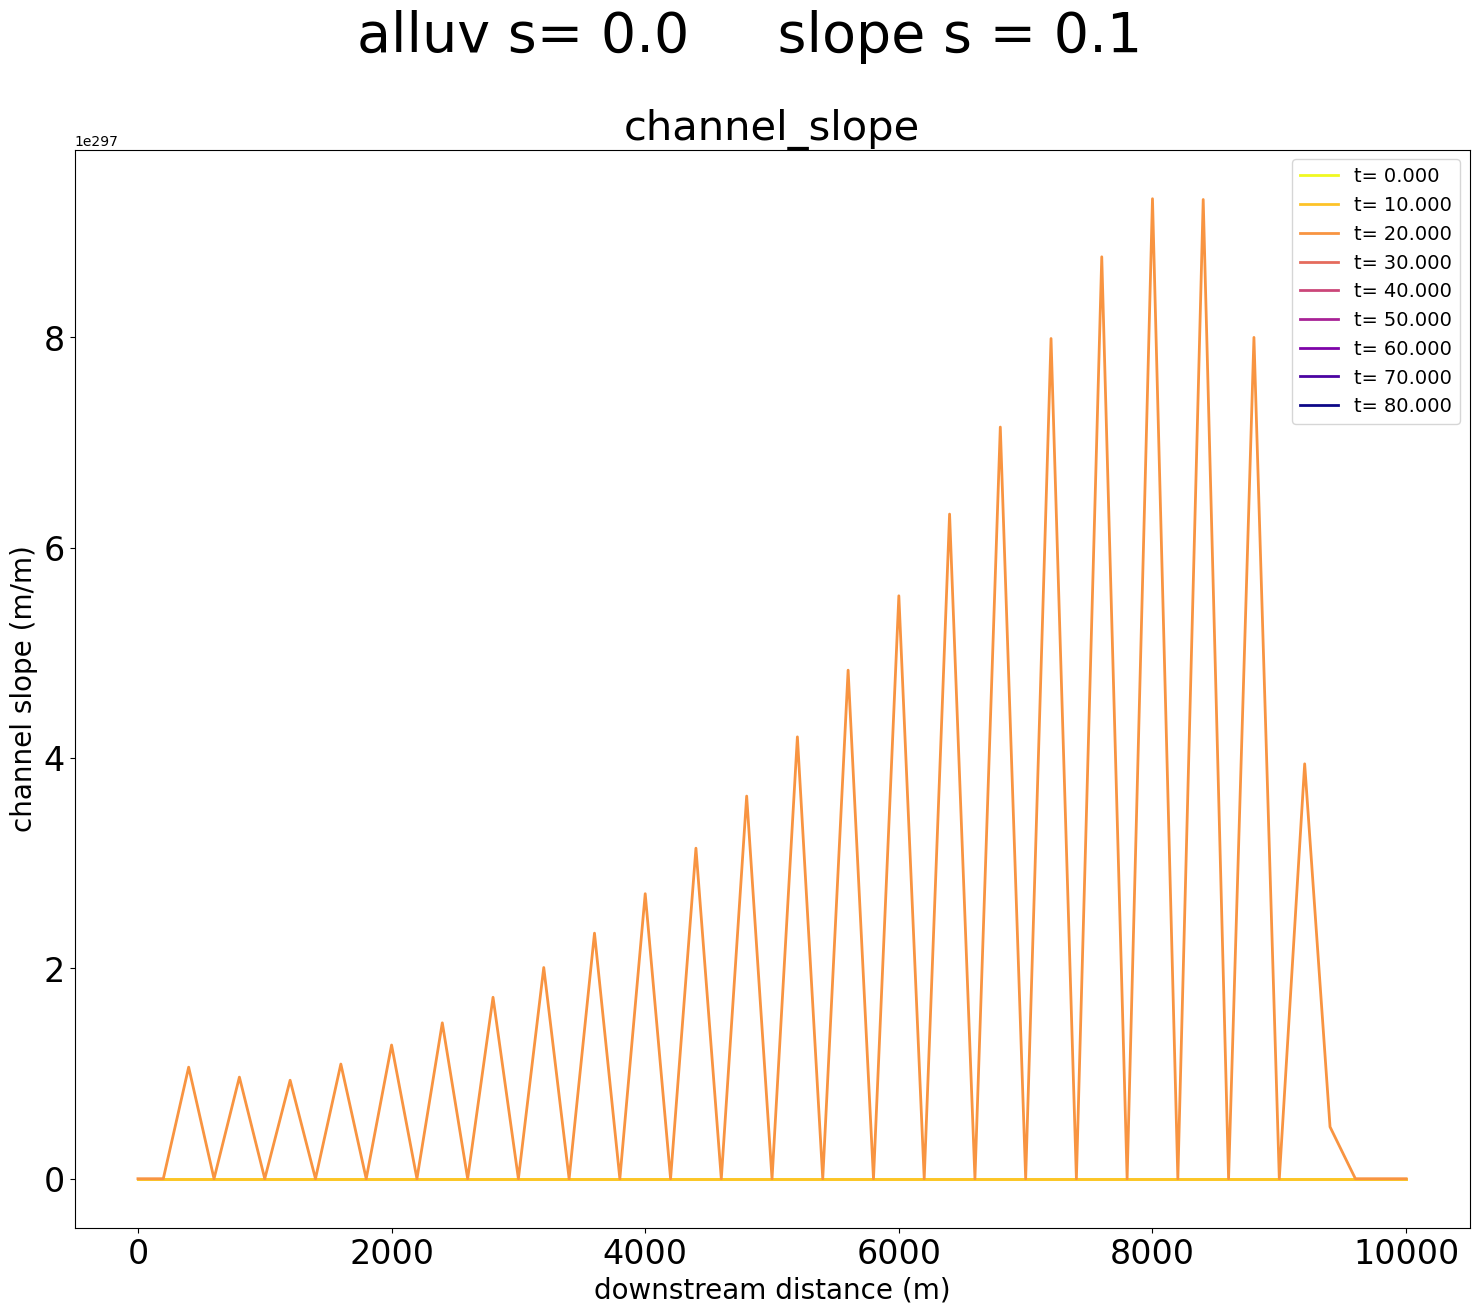 alluv s= 0.0 slope s = 0.1
channel_slope
1e297
t= 0.000
t= 10.000
t= 20.000
t= 30.000
t= 40.000
t= 50.000
t= 60.000
t= 70.000
t= 80.000
8
6
4
2
0
channel slope (m/m)
0 2000 4000 6000 8000 10000
downstream distance (m)